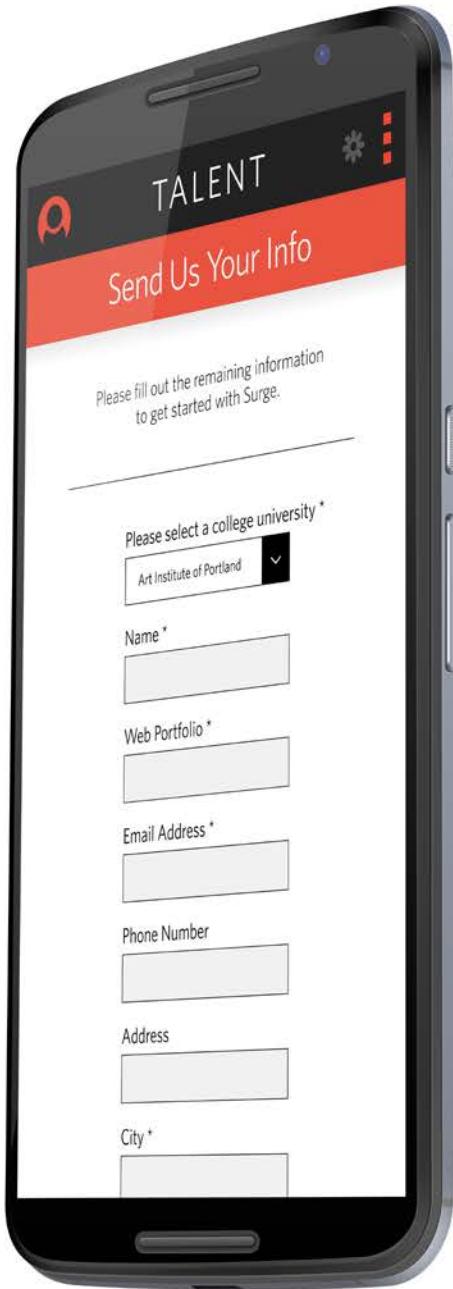 TALENT
Send Us Your Info
Please fill out the remaining information
to get started with Surge.
Please select a college university *
Art Institute of Portland
Name *
Web Portfolio *
Email Address *
Phone Number
Address
City *